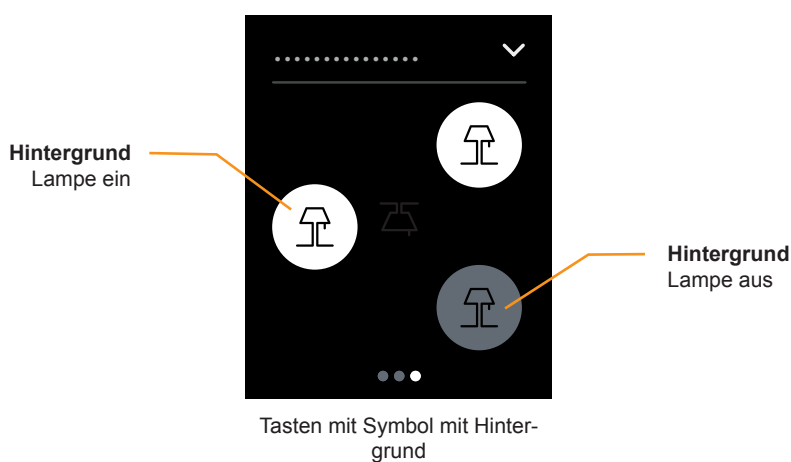 Hintergrund
Lampe ein
Hintergrund
Lampe aus
Tasten mit Symbol mit Hinter-
grund